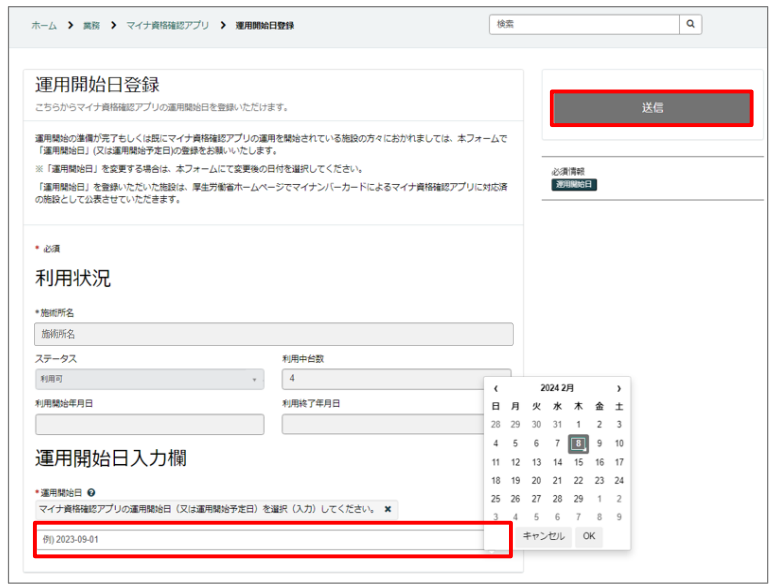 ホーム > 業務 > マイナ資格確認アプリ > 運用開始日登録
検索
運用開始日登録
こちらからマイナ資格確認アプリの運用開始日を登録いただけます。
送信
運用開始の準備が完了もしくは既にマイナ資格確認アプリの運用を開始されている施設の方々におかれましては、本フォームで
「運用開始日」(又は運用開始予定日)の登録をお願いいたします。
※「運用開始日」を変更する場合は、本フォームにて変更後の日付を選択してください。
「運用開始日」を登録いただいた施設は、厚生労働省ホームページでマイナンバーカードによるマイナ資格確認アプリに対応済
の施設として公表させていただきます。
必須情報
運用開始日
* 必須
利用状況
*施術所名
施術所名
ステータス
利用中台数
利用可
4
利用開始年月日
利用終了年月日
運用開始日入力欄
*運用開始日
マイナ資格確認アプリの運用開始日(又は運用開始予定日)を選択(入力)してください。 ×
例) 2023-09-01
‹ 2024 2月 ›
日 月 火 水 木 金 土
28 29 30 31 1 2 3
4 5 6 7 8 9 10
11 12 13 14 15 16 17
18 19 20 21 22 23 24
25 26 27 28 29 1 2
3 4 5 6 7 8 9
キャンセル OK